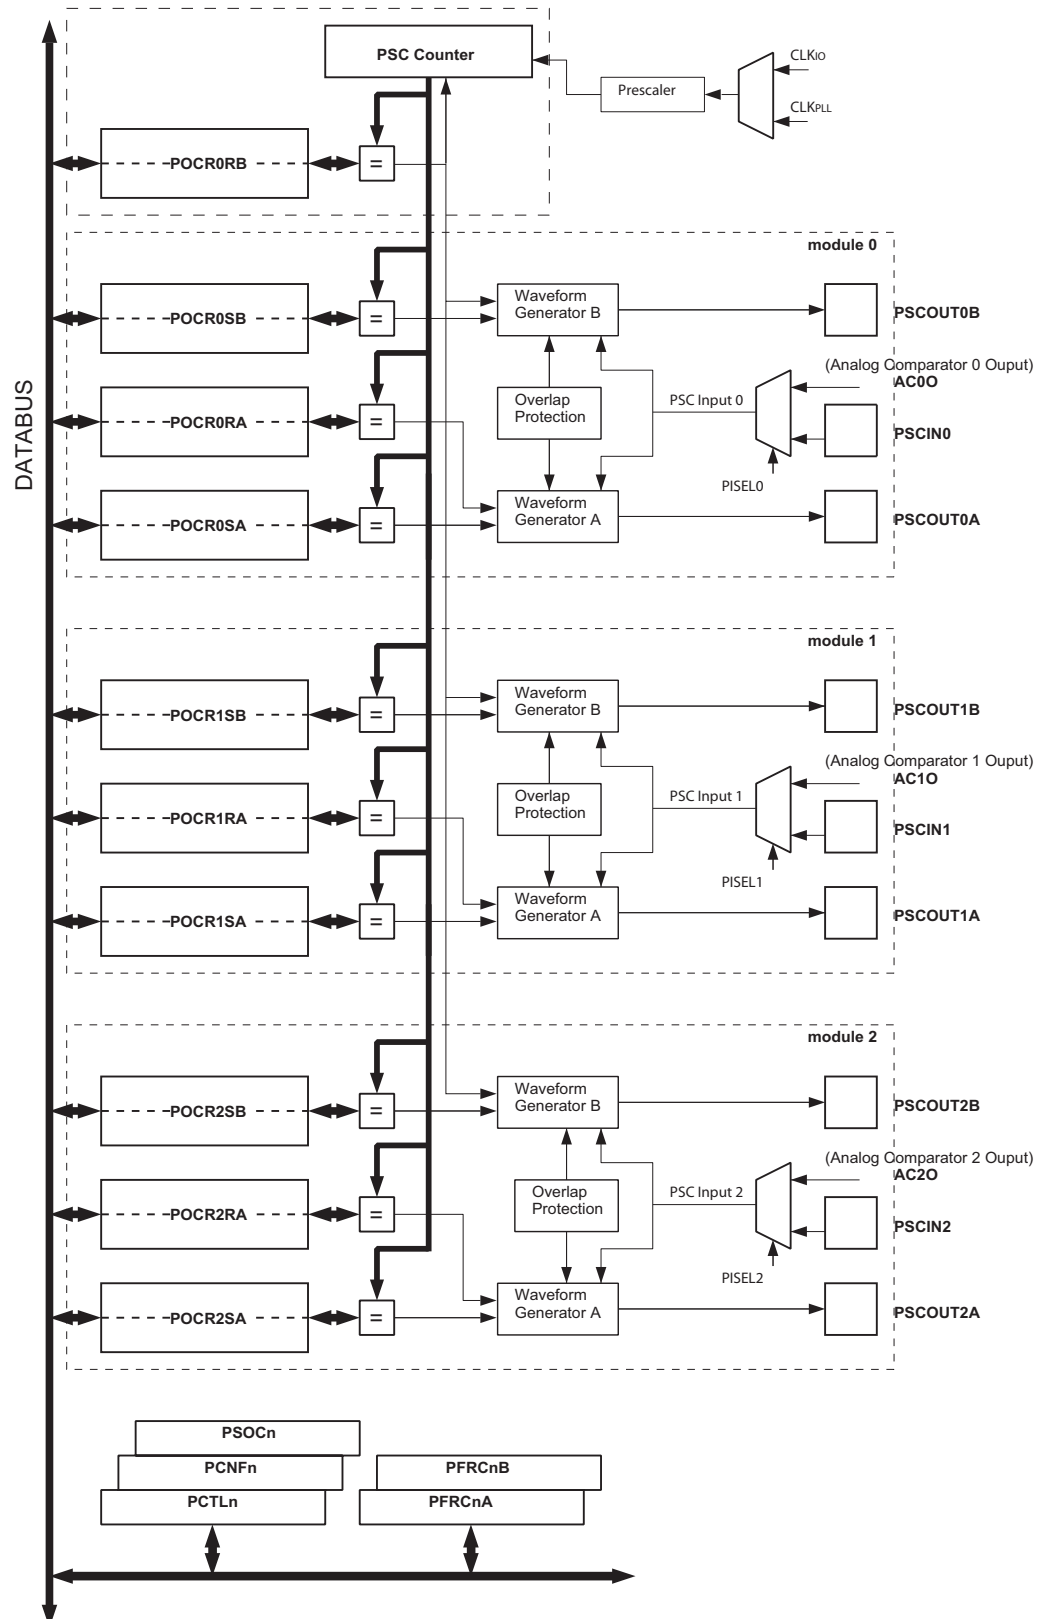 PSC Counter
CLKIO
Prescaler
CLKPLL
POCR0RB
=
module 0
POCR0SB
=
Waveform
Generator B
PSCOUT0B
(Analog Comparator 0 Ouput)
AC0O
POCR0RA
=
Overlap
Protection
PSC Input 0
PSCIN0
PISEL0
POCR0SA
=
Waveform
Generator A
PSCOUT0A
DATABUS
module 1
POCR1SB
=
Waveform
Generator B
PSCOUT1B
(Analog Comparator 1 Ouput)
AC1O
POCR1RA
=
Overlap
Protection
PSC Input 1
PSCIN1
PISEL1
POCR1SA
=
Waveform
Generator A
PSCOUT1A
module 2
POCR2SB
=
Waveform
Generator B
PSCOUT2B
(Analog Comparator 2 Ouput)
AC2O
POCR2RA
=
Overlap
Protection
PSC Input 2
PSCIN2
PISEL2
POCR2SA
=
Waveform
Generator A
PSCOUT2A
PSOCn
PCNFn
PFRCnB
PCTLn
PFRCnA